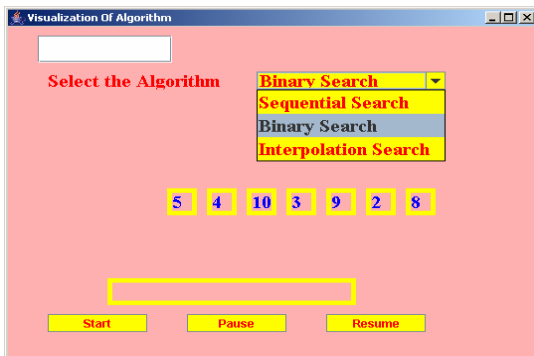 Visualization Of Algorithm
Select the Algorithm Binary Search
Sequential Search
Binary Search
Interpolation Search
5 4 10 3 9 2 8
Start Pause Resume